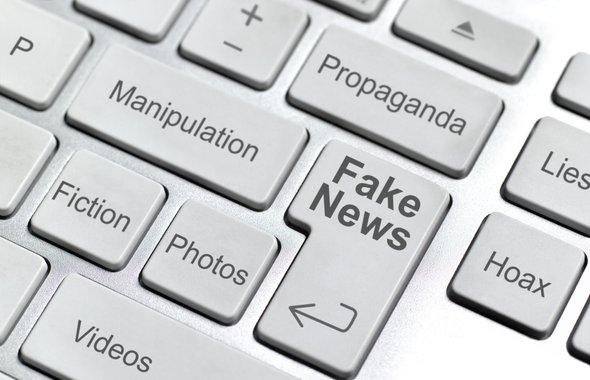 +
−
P
Propaganda
Manipulation
Lies
Fake
News
Fiction
Photos
Hoax
Videos